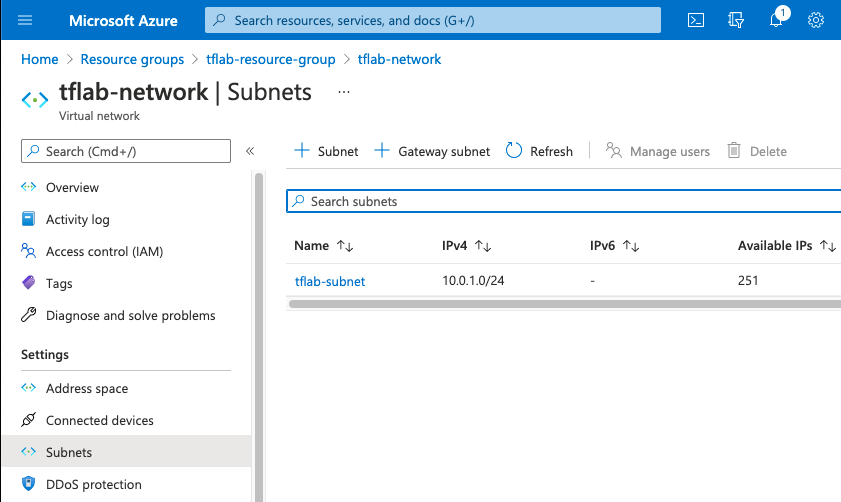 Microsoft Azure
Search resources, services, and docs (G+/)
1
Home > Resource groups > tflab-resource-group > tflab-network
tflab-network | Subnets ...
Virtual network
Search (Cmd+/)
«
Overview
Activity log
Access control (IAM)
Tags
Diagnose and solve problems
Settings
Address space
Connected devices
Subnets
DDoS protection
+ Subnet + Gateway subnet Refresh | Manage users Delete
Search subnets
Name ↑↓ IPv4 ↑↓ IPv6 ↑↓ Available IPs ↑↓
tflab-subnet 10.0.1.0/24 - 251